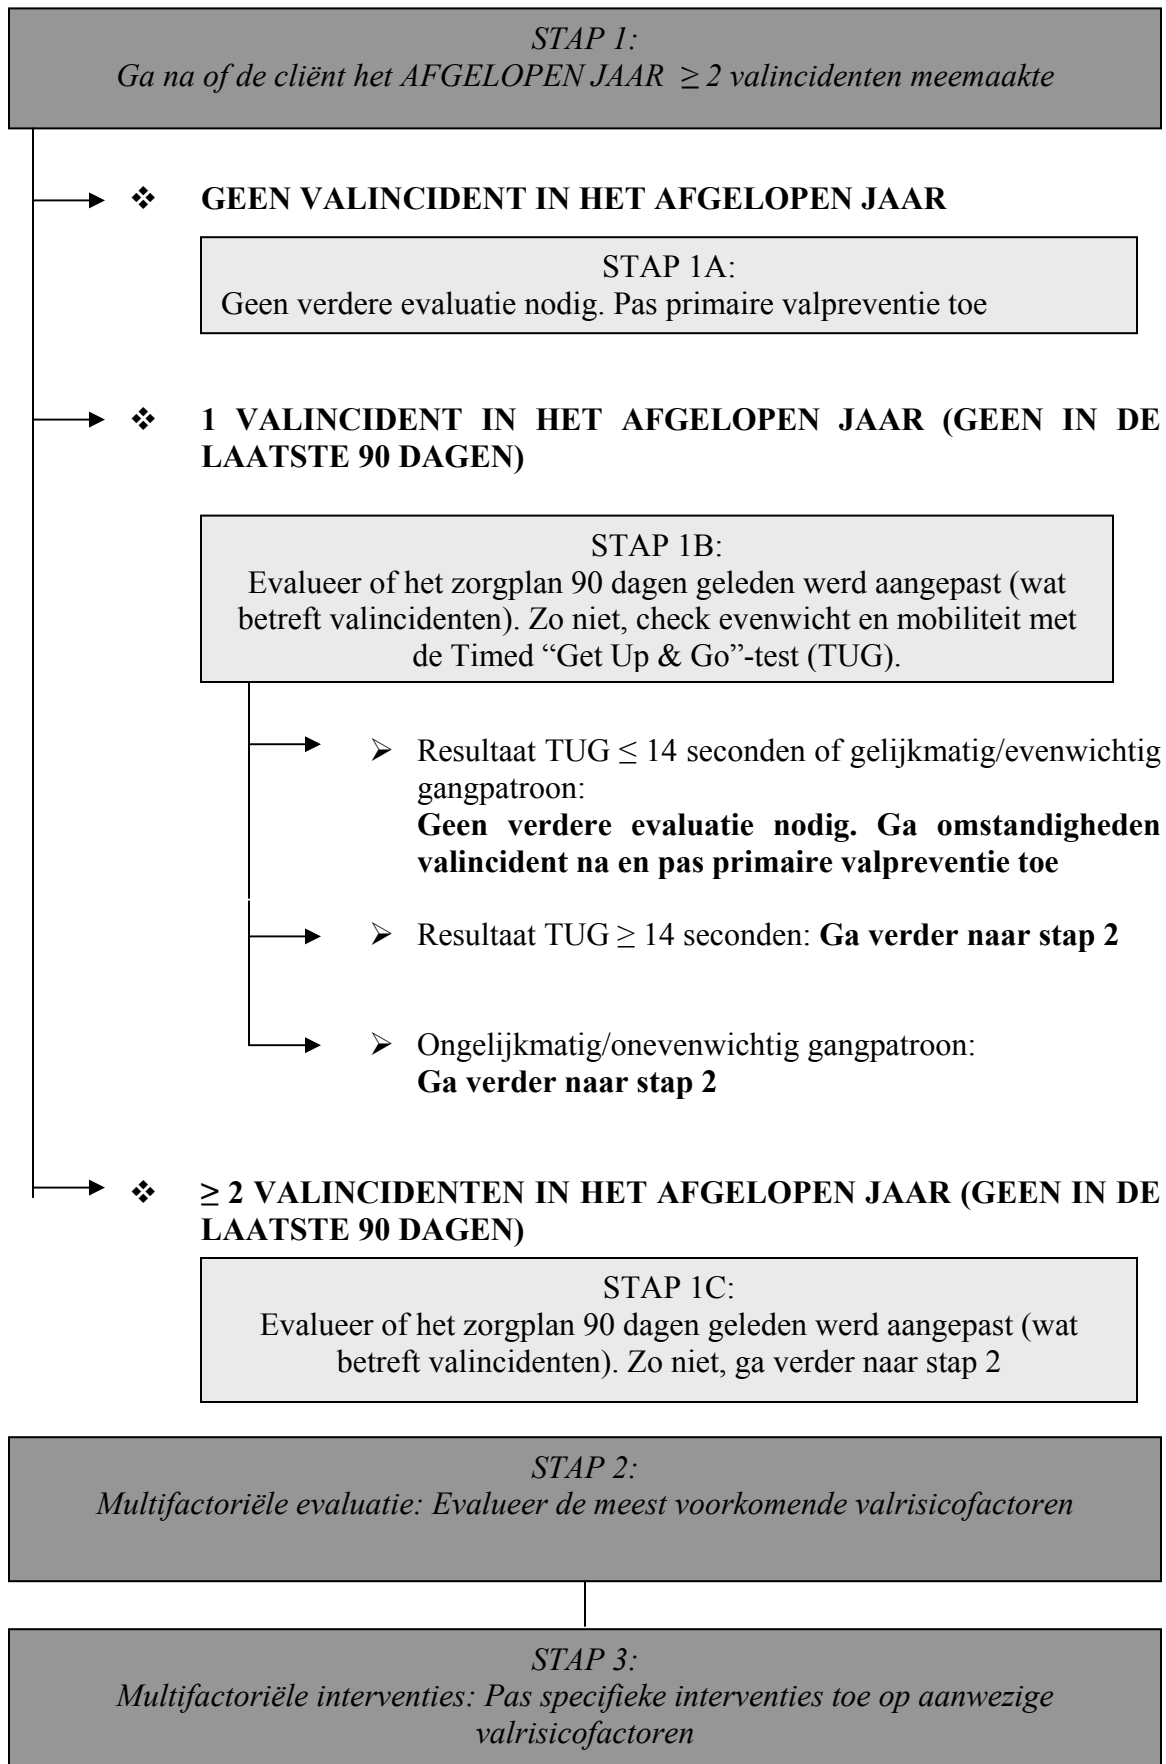 STAP 1:
Ga na of de cliënt het AFGELOPEN JAAR ≥ 2 valincidenten meemaakte
❖ GEEN VALINCIDENT IN HET AFGELOPEN JAAR
STAP 1A:
Geen verdere evaluatie nodig. Pas primaire valpreventie toe
❖ 1 VALINCIDENT IN HET AFGELOPEN JAAR (GEEN IN DE
LAATSTE 90 DAGEN)
STAP 1B:
Evalueer of het zorgplan 90 dagen geleden werd aangepast (wat
betreft valincidenten). Zo niet, check evenwicht en mobiliteit met
de Timed “Get Up & Go”-test (TUG).
➢ Resultaat TUG ≤ 14 seconden of gelijkmatig/evenwichtig
gangpatroon:
Geen verdere evaluatie nodig. Ga omstandigheden
valincident na en pas primaire valpreventie toe
➢ Resultaat TUG ≥ 14 seconden: Ga verder naar stap 2
➢ Ongelijkmatig/onevenwichtig gangpatroon:
Ga verder naar stap 2
❖ ≥ 2 VALINCIDENTEN IN HET AFGELOPEN JAAR (GEEN IN DE
LAATSTE 90 DAGEN)
STAP 1C:
Evalueer of het zorgplan 90 dagen geleden werd aangepast (wat
betreft valincidenten). Zo niet, ga verder naar stap 2
STAP 2:
Multifactoriële evaluatie: Evalueer de meest voorkomende valrisicofactoren
STAP 3:
Multifactoriële interventies: Pas specifieke interventies toe op aanwezige
valrisicofactoren